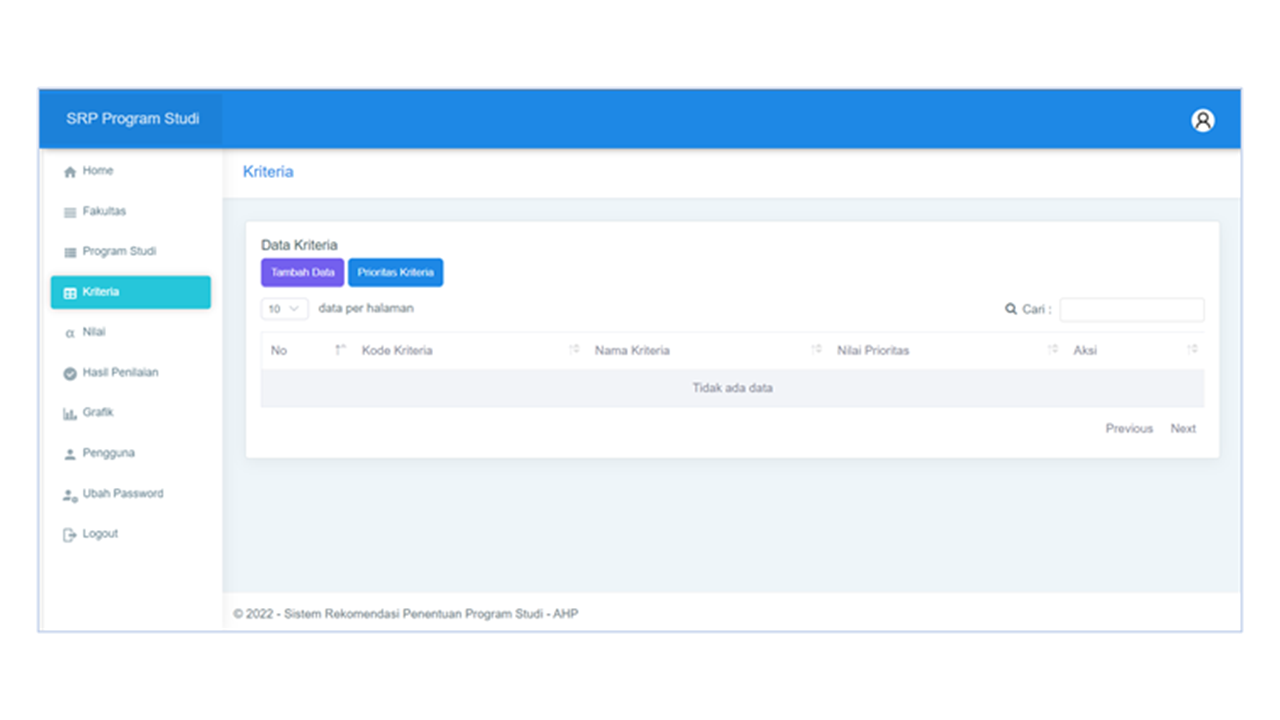 SRP Program Studi
Home
Fakultas
Program Studi
Kriteria
Nilai
Hasil Penilaian
Grafik
Pengguna
Ubah Password
Logout
Kriteria
Data Kriteria
Tambah Data Prioritas Kriteria
10 data per halaman Cari :
No Kode Kriteria Nama Kriteria Nilai Prioritas Aksi
Tidak ada data
Previous Next
© 2022 - Sistem Rekomendasi Penentuan Program Studi - AHP